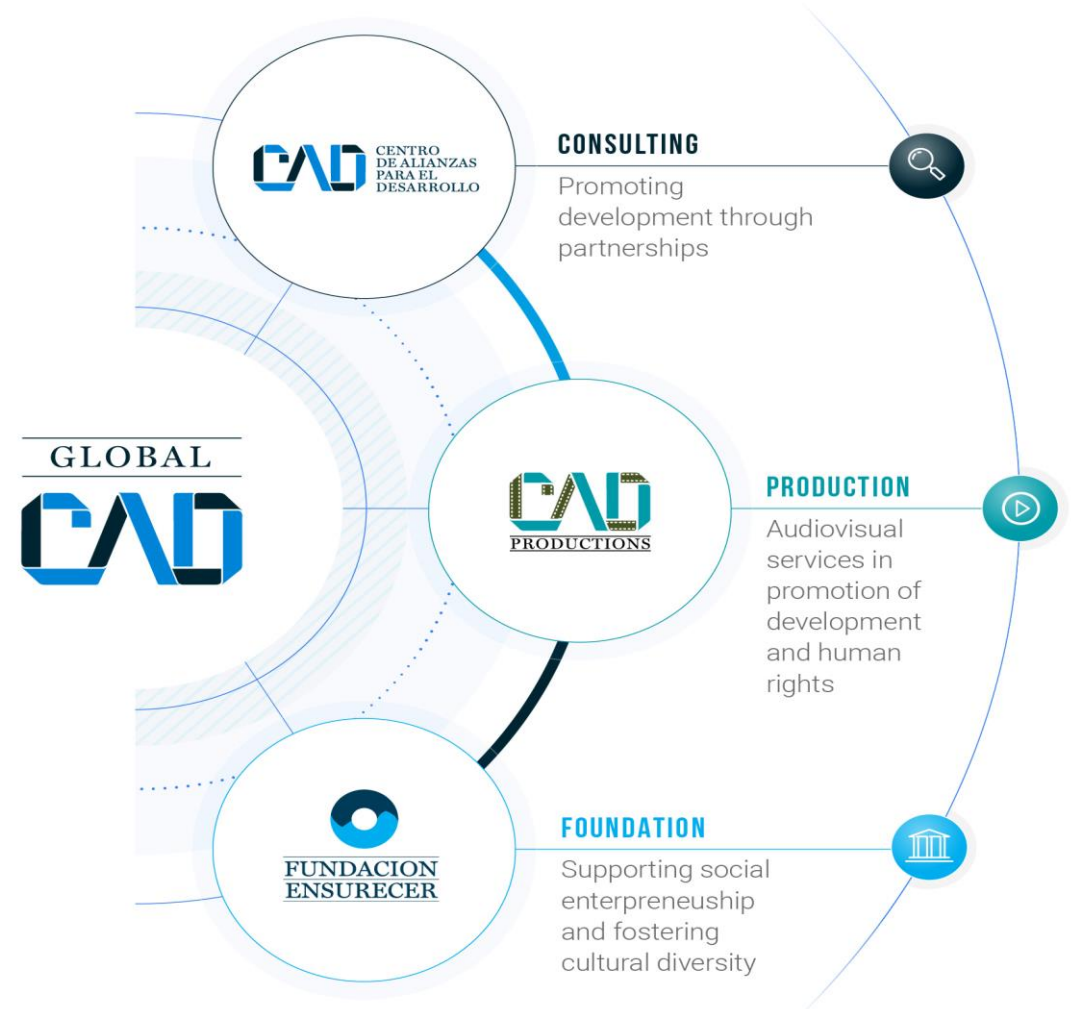 GLOBAL
CAD
CAD
CENTRO
DE ALIANZAS
PARA EL
DESARROLLO
CONSULTING
Promoting
development through
partnerships
CAD
PRODUCTIONS
PRODUCTION
Audiovisual
services in
promotion of
development
and human
rights
FUNDACION
ENSURECER
FOUNDATION
Supporting social
enterpreneuship
and fostering
cultural diversity